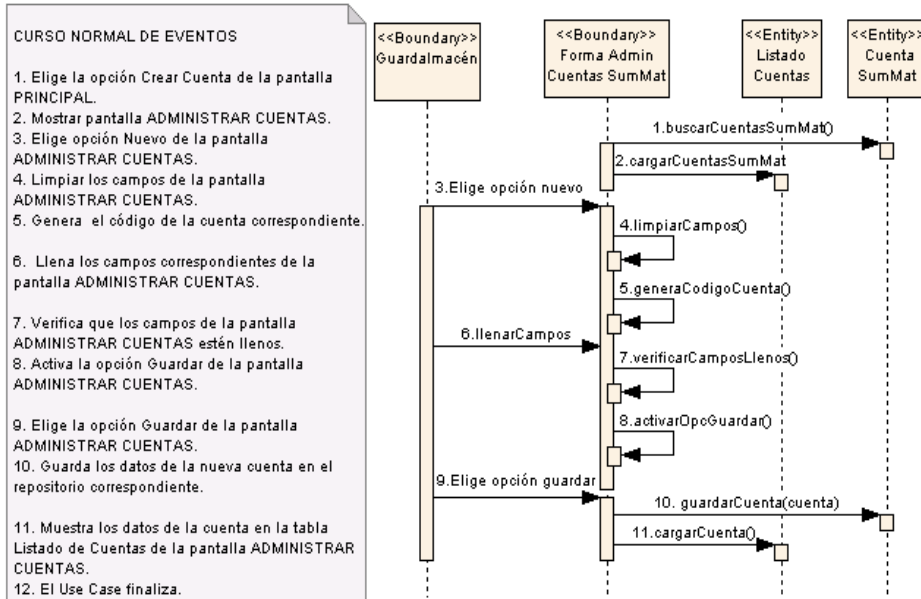 CURSO NORMAL DE EVENTOS
1. Elige la opción Crear Cuenta de la pantalla
PRINCIPAL.
2. Mostrar pantalla ADMINISTRAR CUENTAS.
3. Elige opción Nuevo de la pantalla
ADMINISTRAR CUENTAS.
4. Limpiar los campos de la pantalla
ADMINISTRAR CUENTAS.
5. Genera el código de la cuenta correspondiente.
6. Llena los campos correspondientes de la
pantalla ADMINISTRAR CUENTAS.
7. Verifica que los campos de la pantalla
ADMINISTRAR CUENTAS estén llenos.
8. Activa la opción Guardar de la pantalla
ADMINISTRAR CUENTAS.
9. Elige la opción Guardar de la pantalla
ADMINISTRAR CUENTAS.
10. Guarda los datos de la nueva cuenta en el
repositorio correspondiente.
11. Muestra los datos de la cuenta en la tabla
Listado de Cuentas de la pantalla ADMINISTRAR
CUENTAS.
12. El Use Case finaliza.
<<Boundary>>
Guardalmacén
<<Boundary>>
Forma Admin
Cuentas SumMat
<<Entity>>
Listado
Cuentas
<<Entity>>
Cuenta
SumMat
1.buscarCuentasSumMat()
2.cargarCuentasSumMat
3.Elige opción nuevo
4.limpiarCampos()
5.generaCodigoCuenta()
6.llenarCampos
7.verificarCamposLlenos()
8.activarOpcGuardar()
9.Elige opción guardar
10. guardarCuenta(cuenta)
11.cargarCuenta()